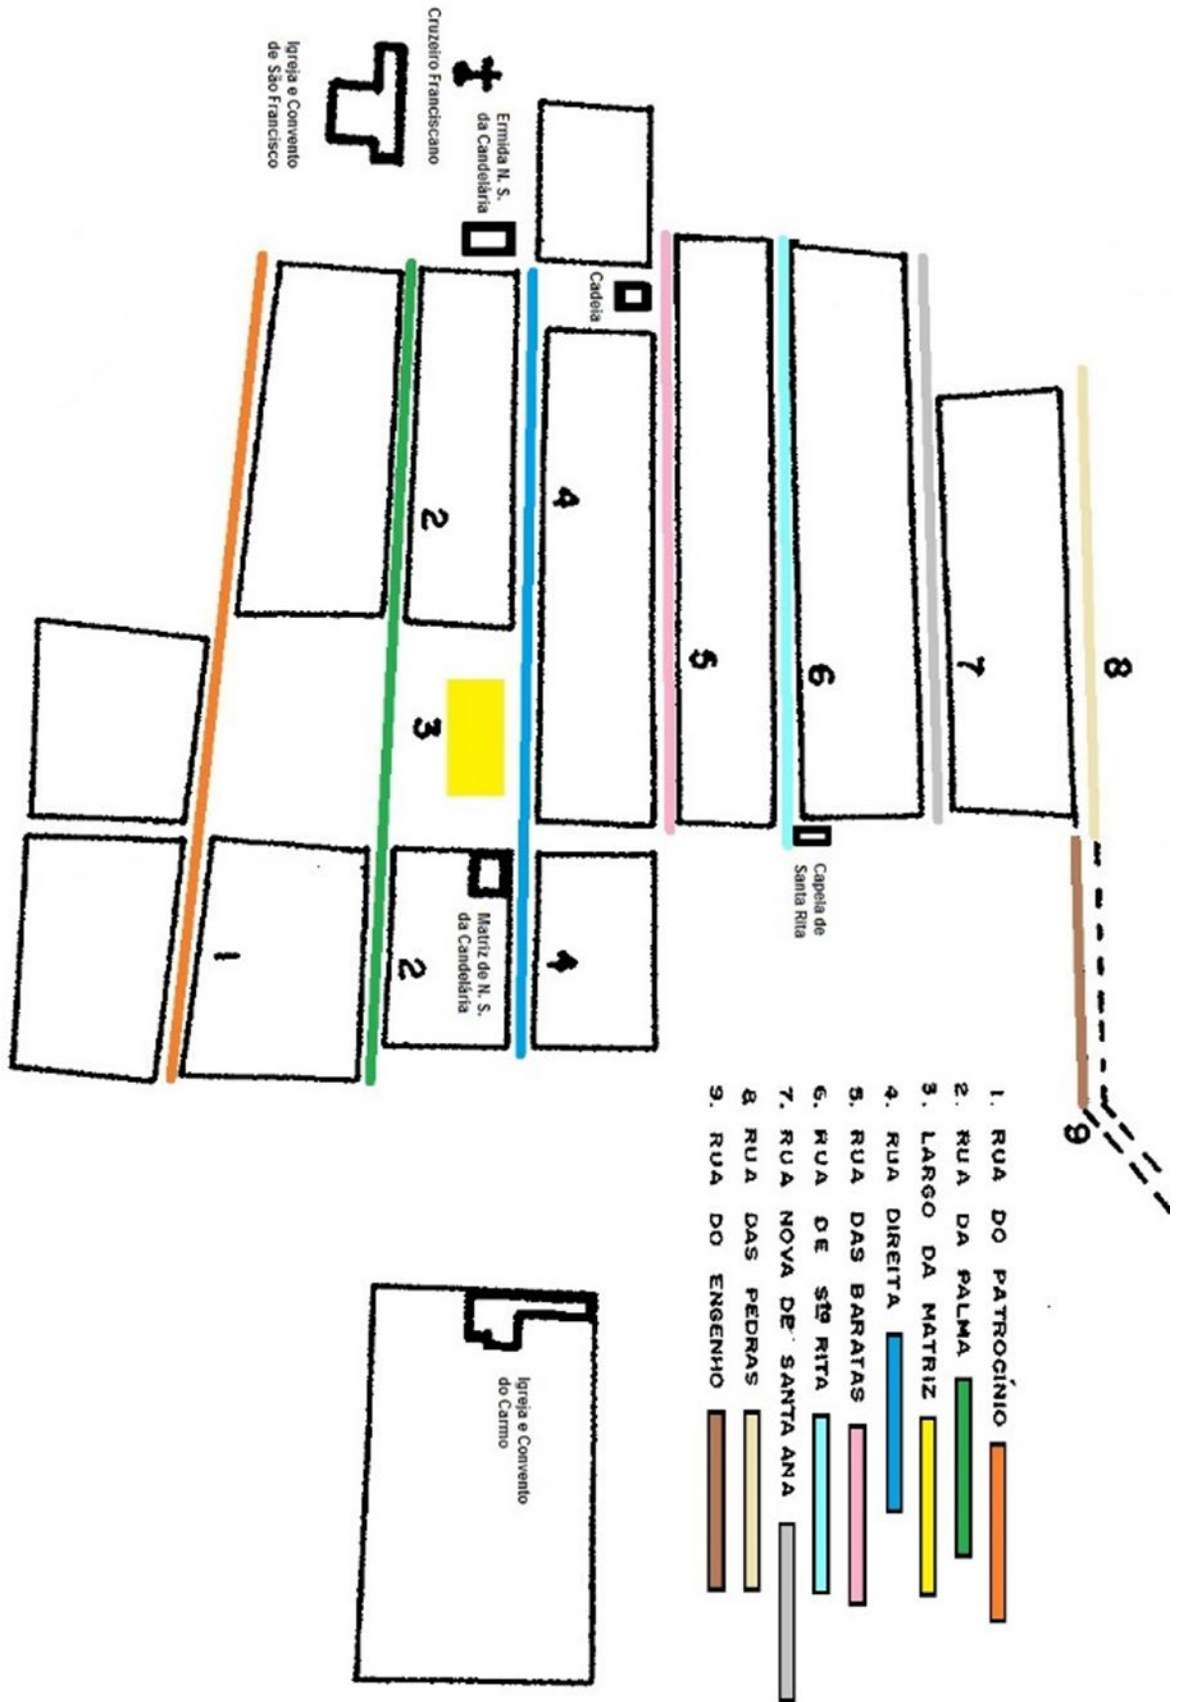 Igreja e Convento
de São Francisco
Cruzeiro Franciscano
Ermida N. S.
da Candelária
Cadeia
Capela de
Santa Rita
Matriz de N. S.
da Candelária
Igreja e Convento
do Carmo
1
2
2
3
4
4
5
6
7
8
9
1. RUA DO PATROCÍNIO
2. RUA DA PALMA
3. LARGO DA MATRIZ
4. RUA DIREITA
5. RUA DAS BARATAS
6. RUA DE Sta RITA
7. RUA NOVA DE SANTA ANA
8 RUA DAS PEDRAS
9. RUA DO ENGENHO